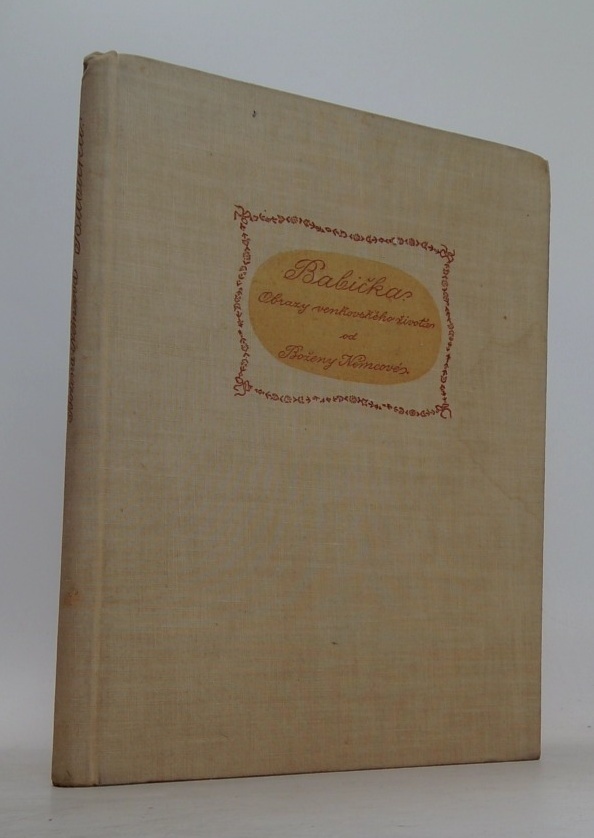 Babička
Obrazy venkovského života
od
Boženy Němcové